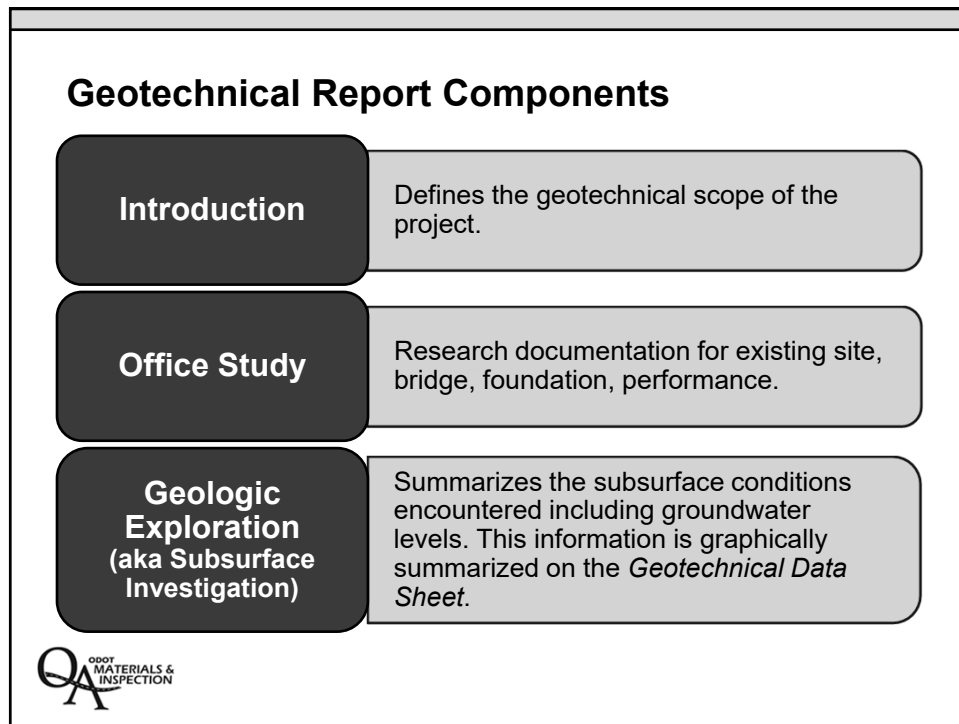 Geotechnical Report Components
Introduction
Defines the geotechnical scope of the
project.
Office Study
Research documentation for existing site,
bridge, foundation, performance.
Geologic
Exploration
(aka Subsurface
Investigation)
Summarizes the subsurface conditions
encountered including groundwater
levels. This information is graphically
summarized on the Geotechnical Data
Sheet.
QA
ODOT
MATERIALS &
INSPECTION